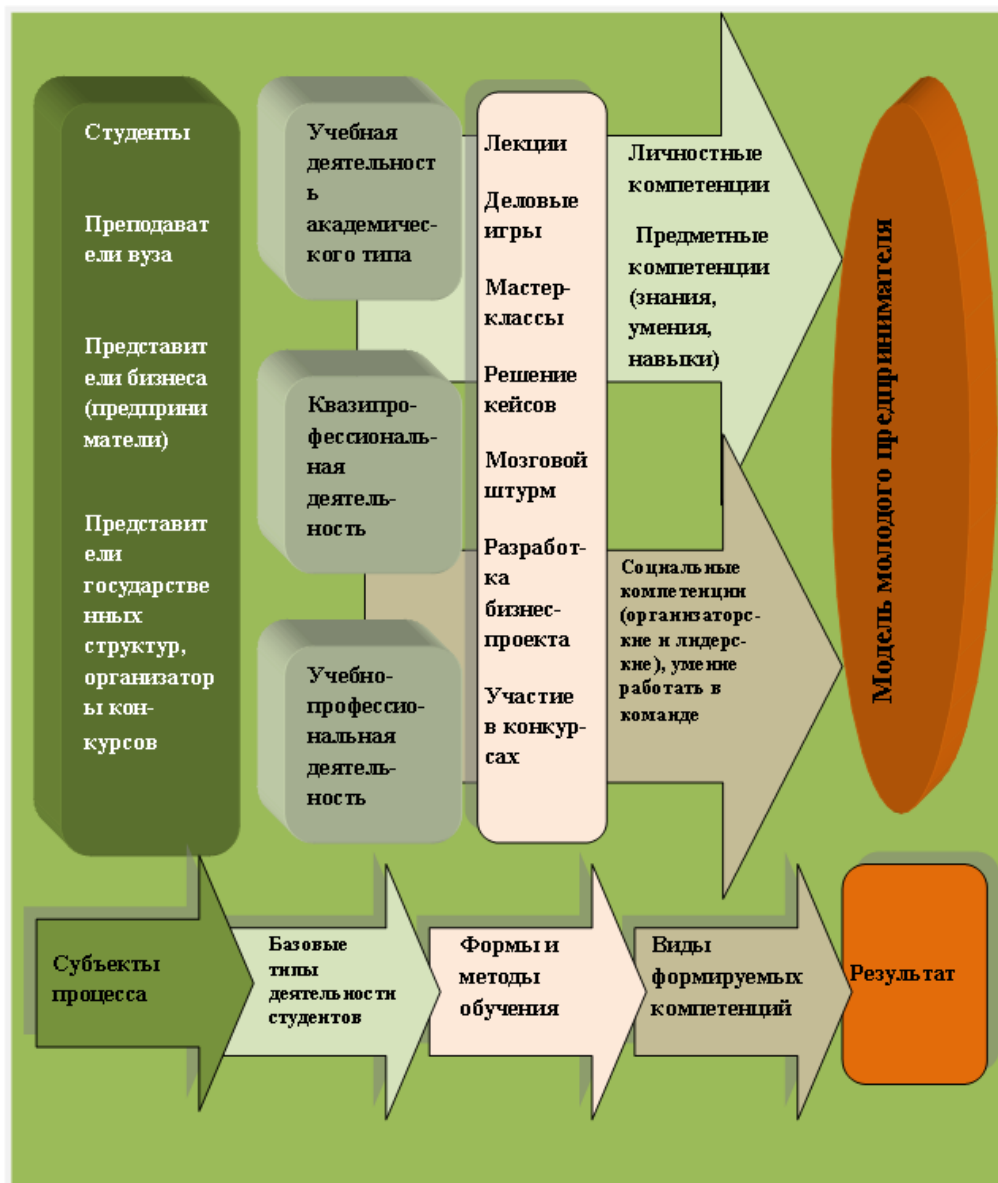 Студенты
Преподават
ели вуза
Представит
ели бизнеса
(предприни
матели)
Представит
ели
государстве
нных
структур,
организатор
ы кон-
курсов
Учебная
деятельност
ь
академичес-
кого типа
Квазипро-
фессиональ-
ная
деятель-
ность
Учебно-
профессио-
нальная
деятель-
ность
Лекции
Деловые
игры
Мастер-
классы
Решение
кейсов
Мозговой
штурм
Разработ-
ка
бизнес-
проекта
Участие
в конкур-
сах
Личностные
компетенции
Предметные
компетенции
(знания,
умения,
навыки)
Социальные
компетенции
(организаторс-
кие и лидерс-
кие), умение
работать в
команде
Модель молодого предпринимателя
Субъекты
процесса
Базовые
типы
деятельности
студентов
Формы и
методы
обучения
Виды
формируемых
компетенций
Результат